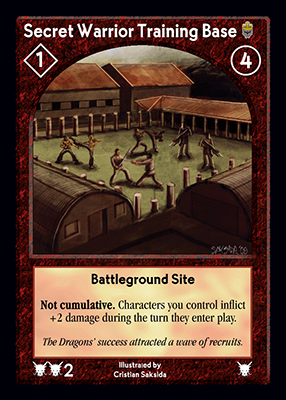 Secret Warrior Training Base
1
4
Battleground Site
Not cumulative. Characters you control inflict
+2 damage during the turn they enter play.
The Dragons' success attracted a wave of recruits.
2
Illustrated by
Cristian Saksida